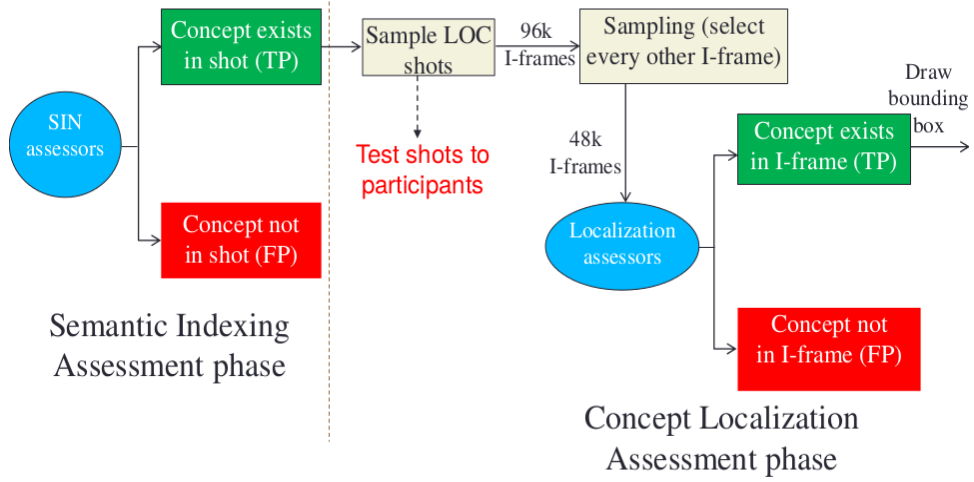 SIN
assessors
Concept exists
in shot (TP)
Concept not
in shot (FP)
Semantic Indexing
Assessment phase
Sample LOC
shots
Test shots to
participants
96k
I-frames
Sampling (select
every other I-frame)
48k
I-frames
Localization
assessors
Concept exists
in I-frame (TP)
Draw
bounding
box
Concept not
in I-frame (FP)
Concept Localization
Assessment phase